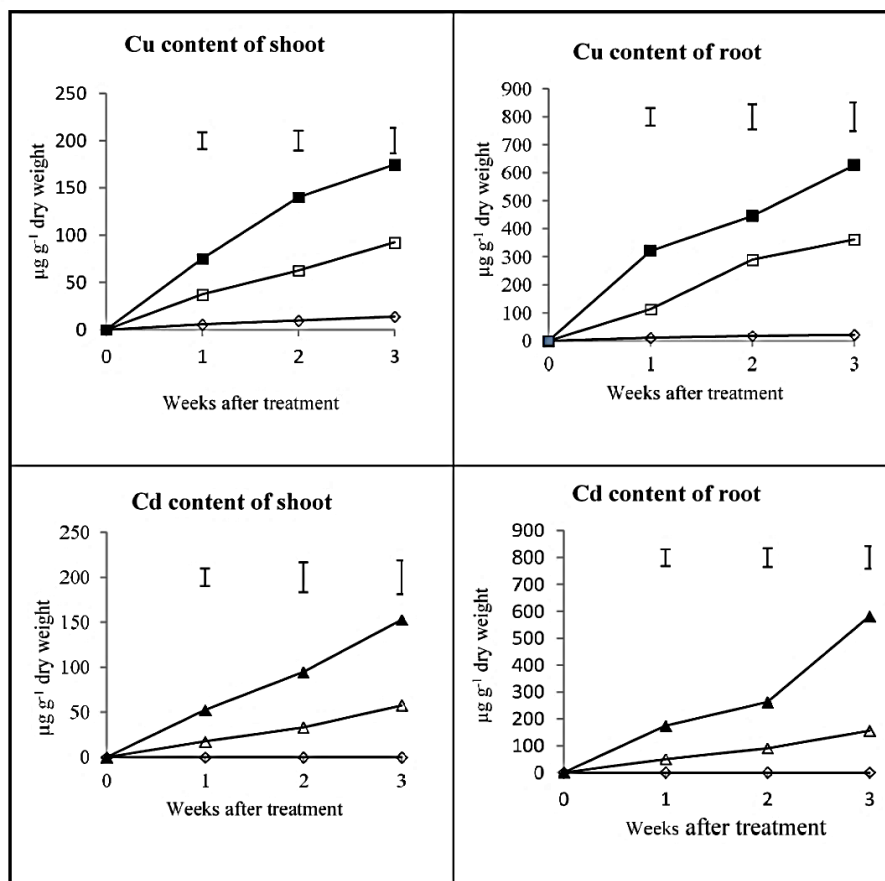 Cu content of shoot
µg g⁻¹ dry weight
250
200
150
100
50
0
0 1 2 3
Weeks after treatment
Cu content of root
µg g⁻¹ dry weight
900
800
700
600
500
400
300
200
100
0
0 1 2 3
Weeks after treatment
Cd content of shoot
µg g⁻¹ dry weight
250
200
150
100
50
0
0 1 2 3
Weeks after treatment
Cd content of root
µg g⁻¹ dry weight
900
800
700
600
500
400
300
200
100
0
0 1 2 3
Weeks after treatment